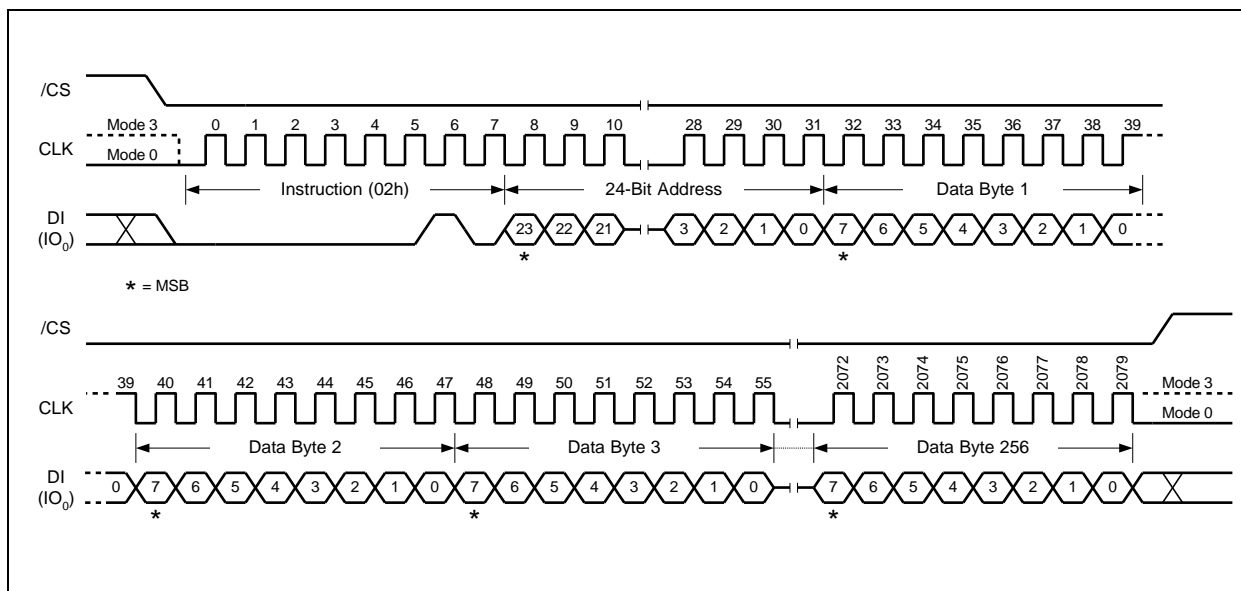 /CS
Mode 3 0 1 2 3 4 5 6 7 8 9 10 28 29 30 31 32 33 34 35 36 37 38 39
CLK
Mode 0
Instruction (02h) 24-Bit Address Data Byte 1
DI
(IO0) 23 22 21 3 2 1 0 7 6 5 4 3 2 1 0
* *
* = MSB
/CS
39 40 41 42 43 44 45 46 47 48 49 50 51 52 53 54 55 2072 2073 2074 2075 2076 2077 2078 2079 Mode 3
CLK
Mode 0
Data Byte 2 Data Byte 3 Data Byte 256
DI
(IO0) 0 7 6 5 4 3 2 1 0 7 6 5 4 3 2 1 0 7 6 5 4 3 2 1 0
* * *